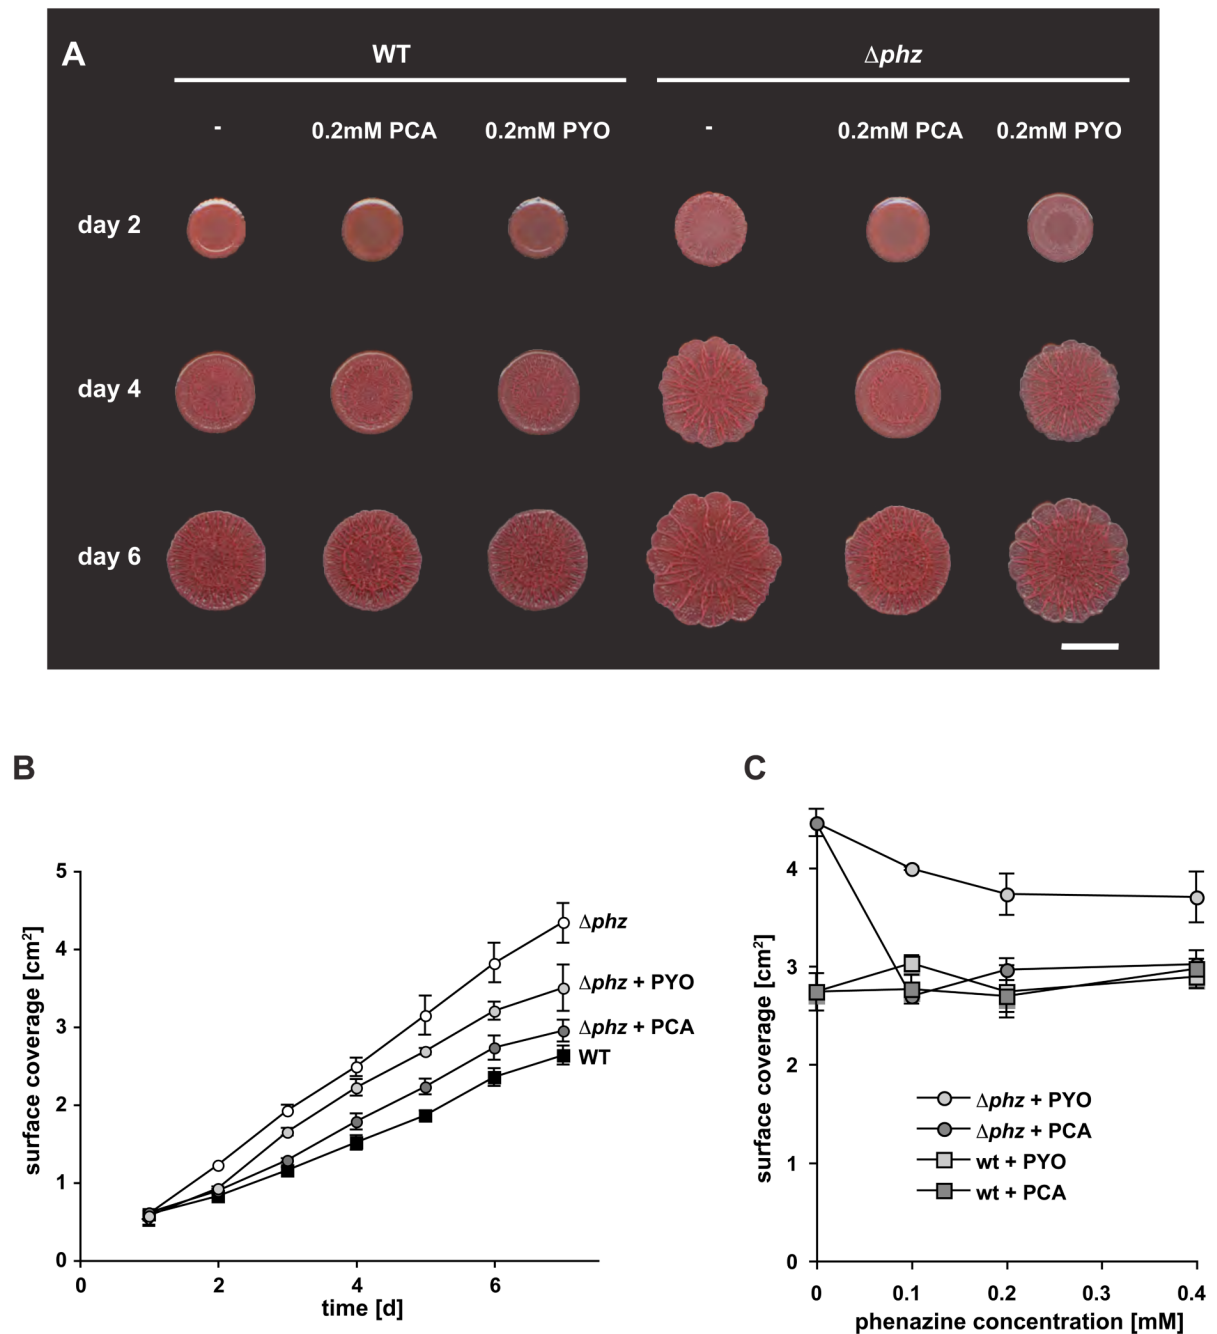 A
WT
Δphz
-
0.2mM PCA
0.2mM PYO
-
0.2mM PCA
0.2mM PYO
day 2
day 4
day 6
B
surface coverage [cm²]
5
4
3
2
1
0
0
2
4
6
time [d]
Δphz
Δphz + PYO
Δphz + PCA
WT
C
surface coverage [cm²]
4
3
2
1
0
0
0.1
0.2
0.3
0.4
phenazine concentration [mM]
Δphz + PYO
Δphz + PCA
wt + PYO
wt + PCA